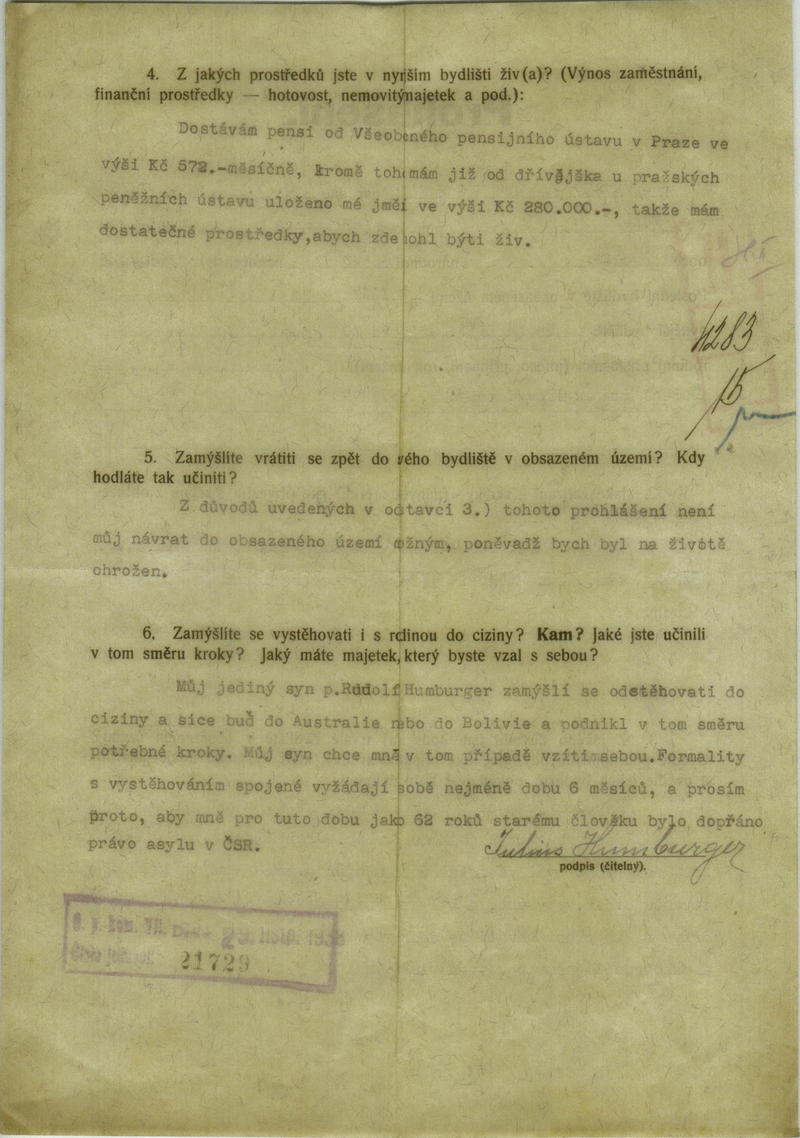 4. Z jakých prostředků jste v nynějším bydlišti živ(a)? (Výnos zaměstnání,
finanční prostředky — hotovost, nemovitý majetek a pod.):
Dostávám pensi od Všeobecného pensijního ústavu v Praze ve
výši Kč 572.-měsíčně, kromě toho mám již od dřívějška u pražských
peněžních ústavu uloženo mé jmění ve výši Kč 280.000.-, takže mám
dostatečné prostředky,abych zde mohl býti živ.
4283
15
5. Zamýšlíte vrátiti se zpět do svého bydliště v obsazeném území? Kdy
hodláte tak učiniti?
Z důvodů uvedených v odstavci 3.) tohoto prohlášení není
můj návrat do obsazeného území možným, poněvadž bych byl na životě
ohrožen.
6. Zamýšlíte se vystěhovati i s rodinou do ciziny? Kam? Jaké jste učinili
v tom směru kroky? Jaký máte majetek, který byste vzal s sebou?
Můj jediný syn p.Rudolf Humburger zamýšlí se odstěhovati do
ciziny a sice buď do Australie nebo do Bolivie a podnikl v tom směru
potřebné kroky. Můj syn chce mně v tom případě vzíti sebou.Formality
s vystěhováním spojené vyžádají sobě nejméně dobu 6 měsíců, a prosím
proto, aby mně pro tuto dobu jako 62 roků starému člověku bylo dopřáno
právo asylu v ČSR.
Julius Humburger
podpis (čitelný).
21729